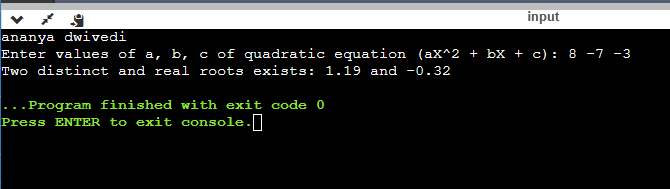 input
ananya dwivedi
Enter values of a, b, c of quadratic equation (aX^2 + bX + c): 8 -7 -3
Two distinct and real roots exists: 1.19 and -0.32
...Program finished with exit code 0
Press ENTER to exit console.